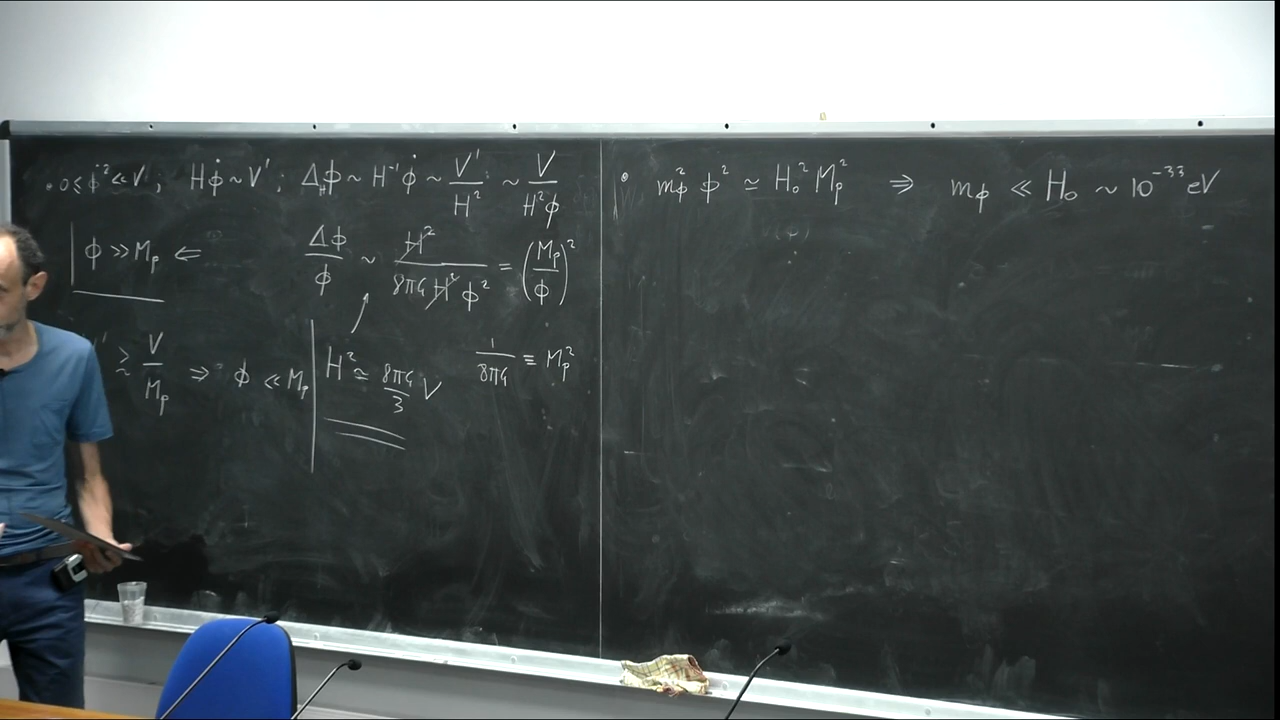 • 0 ≤ φ̇² ≪ V ; Hφ̇ ~ V' ; Δ_Hφ ~ H⁻¹φ̇ ~ V'/H² ~ V/(H²φ)
φ ≫ M_p ⇐ Δφ/φ ~ H²/(8πG H² φ²) = (M_p/φ)²
' ≳ V/M_p ⇒ φ ≪ M_p | H² ≃ (8πG/3) V 1/(8πG) ≡ M_p²
• m_φ² φ² ≃ H₀² M_p² ⇒ m_φ ≪ H₀ ~ 10⁻³³ eV